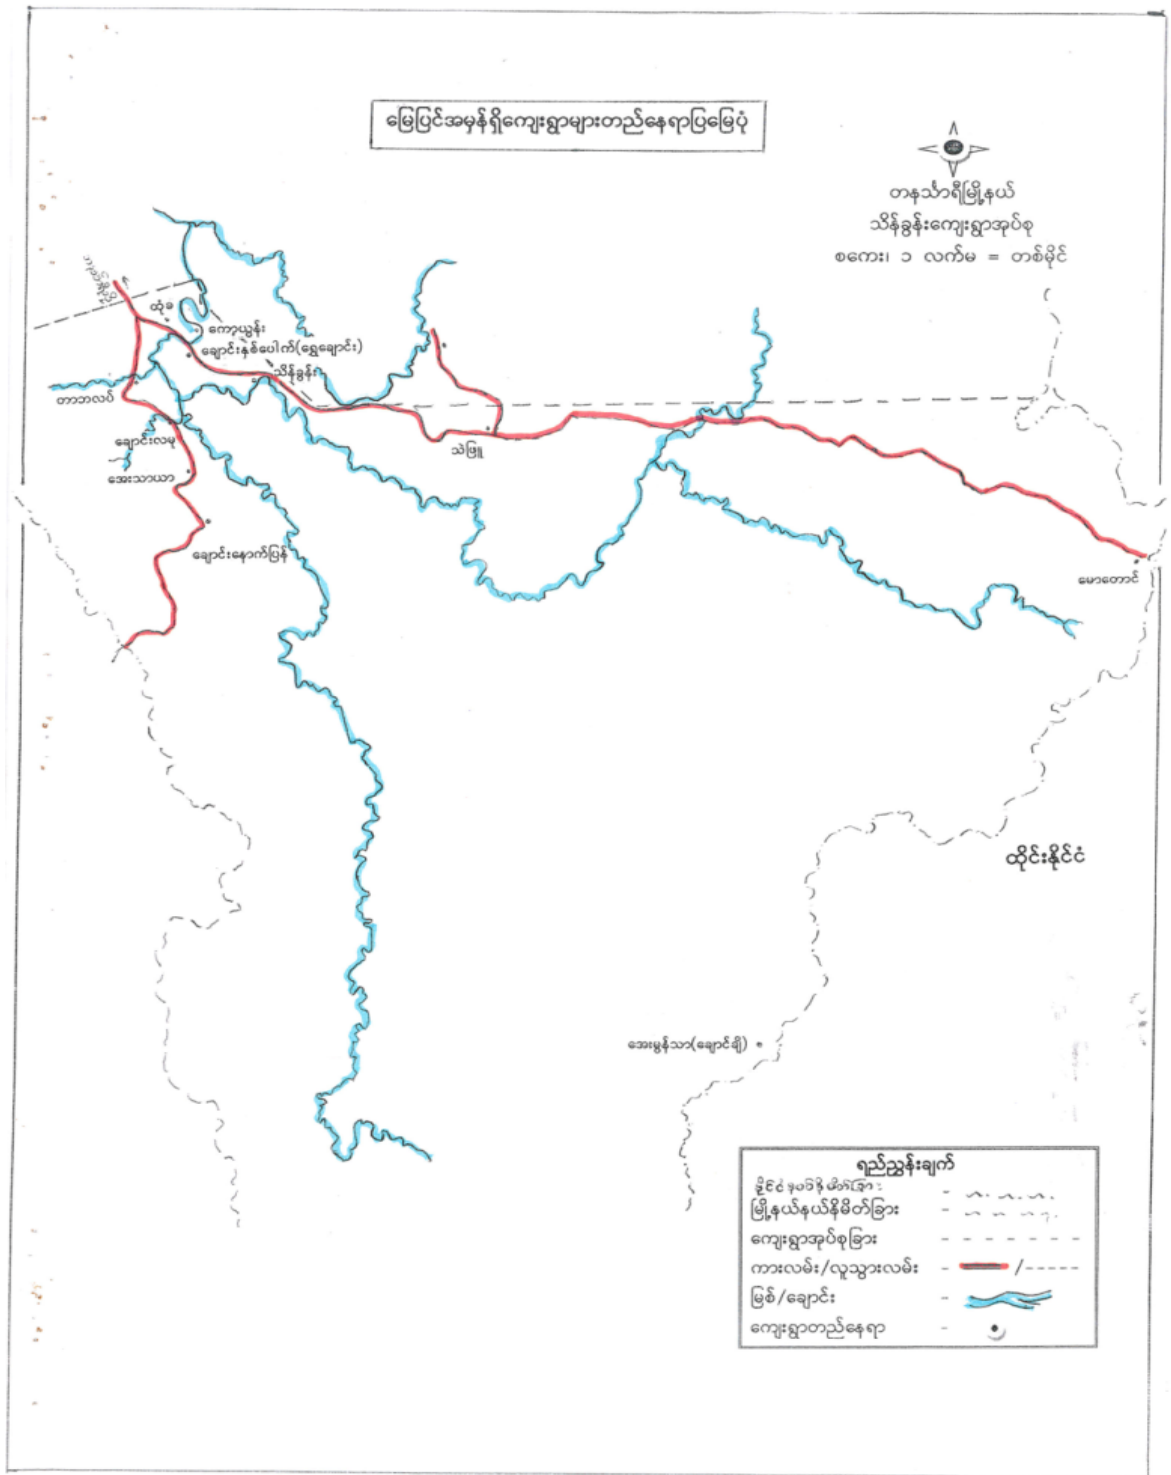 မြေပြင်အမှန်ရှိကျေးရွာများတည်နေရာပြမြေပုံ
တနင်္သာရီမြို့နယ်
သိန်ခွန်းကျေးရွာအုပ်စု
စကေး၊ ၁ လက်မ = တစ်မိုင်
ထုံခ
ကော့ယွန်း
ချောင်းနှစ်ပေါက်(ရွှေချောင်း)
သိန်ခွန်း
တာဘလပ်
ချောင်းလမု
သဲဖြူ
အေးသာယာ
ချောင်းနောက်ပြန်
မောတောင်
ထိုင်းနိုင်ငံ
အေးမွန်သာ(ချောင်ချို)
ရည်ညွှန်းချက်
မြို့နယ်နယ်နိမိတ်ခြား -
ကျေးရွာအုပ်စုခြား
ကားလမ်း/လူသွားလမ်း - /
မြစ်/ချောင်း -
ကျေးရွာတည်နေရာ -